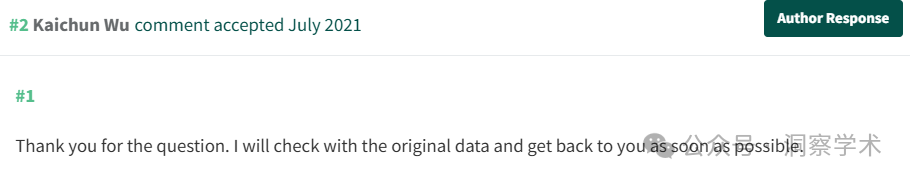 #2 Kaichun Wu comment accepted July 2021
Author Response
#1
Thank you for the question. I will check with the original data and get back to you as soon as possible.
公众号 洞察学术